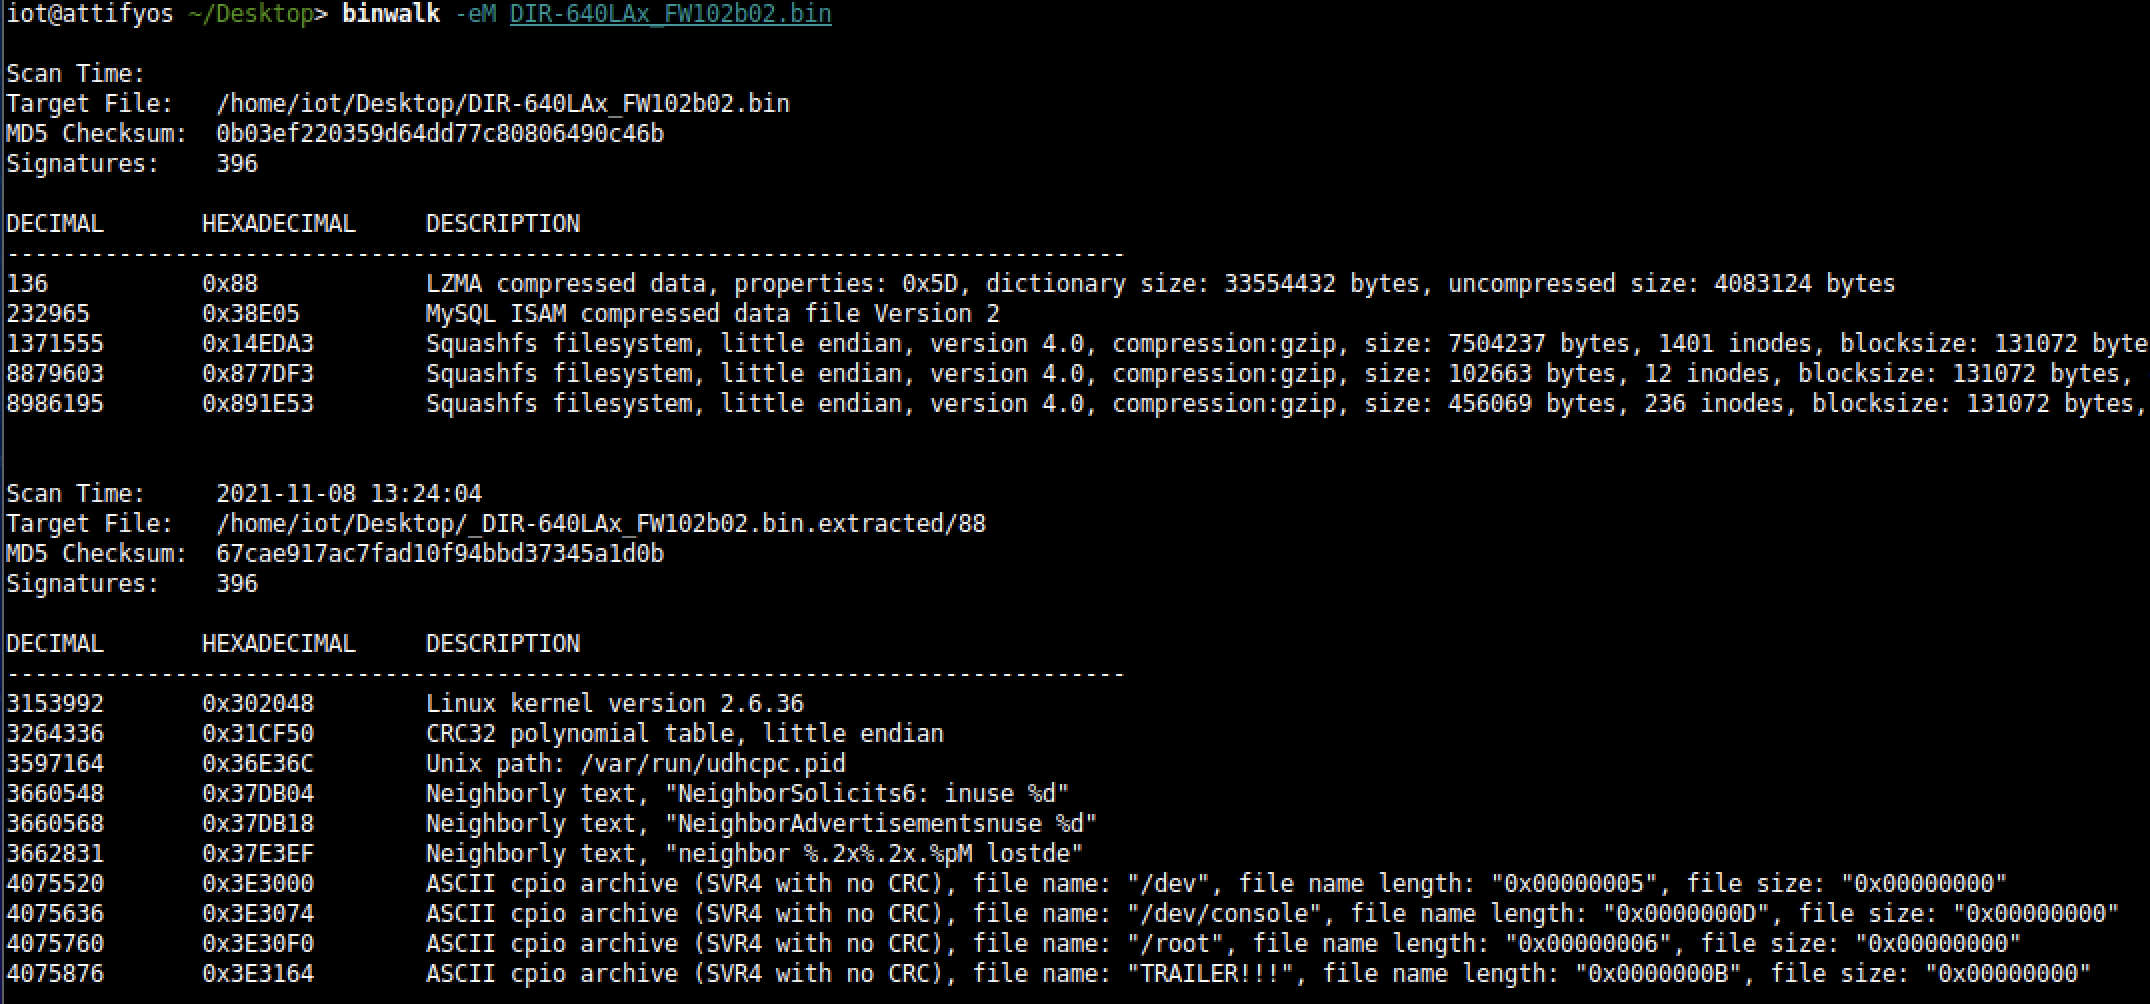 iot@attifyos ~/Desktop> binwalk -eM DIR-640LAx_FW102b02.bin
Scan Time:
Target File:   /home/iot/Desktop/DIR-640LAx_FW102b02.bin
MD5 Checksum:  0b03ef220359d64dd77c80806490c46b
Signatures:    396
DECIMAL       HEXADECIMAL     DESCRIPTION
--------------------------------------------------------------------------------
136           0x88            LZMA compressed data, properties: 0x5D, dictionary size: 33554432 bytes, uncompressed size: 4083124 bytes
232965        0x38E05         MySQL ISAM compressed data file Version 2
1371555       0x14EDA3        Squashfs filesystem, little endian, version 4.0, compression:gzip, size: 7504237 bytes, 1401 inodes, blocksize: 131072 byte
8879603       0x877DF3        Squashfs filesystem, little endian, version 4.0, compression:gzip, size: 102663 bytes, 12 inodes, blocksize: 131072 bytes,
8986195       0x891E53        Squashfs filesystem, little endian, version 4.0, compression:gzip, size: 456069 bytes, 236 inodes, blocksize: 131072 bytes,
Scan Time:     2021-11-08 13:24:04
Target File:   /home/iot/Desktop/_DIR-640LAx_FW102b02.bin.extracted/88
MD5 Checksum:  67cae917ac7fad10f94bbd37345a1d0b
Signatures:    396
DECIMAL       HEXADECIMAL     DESCRIPTION
--------------------------------------------------------------------------------
3153992       0x302048        Linux kernel version 2.6.36
3264336       0x31CF50        CRC32 polynomial table, little endian
3597164       0x36E36C        Unix path: /var/run/udhcpc.pid
3660548       0x37DB04        Neighborly text, "NeighborSolicits6: inuse %d"
3660568       0x37DB18        Neighborly text, "NeighborAdvertisementsnuse %d"
3662831       0x37E3EF        Neighborly text, "neighbor %.2x%.2x.%pM lostde"
4075520       0x3E3000        ASCII cpio archive (SVR4 with no CRC), file name: "/dev", file name length: "0x00000005", file size: "0x00000000"
4075636       0x3E3074        ASCII cpio archive (SVR4 with no CRC), file name: "/dev/console", file name length: "0x0000000D", file size: "0x00000000"
4075760       0x3E30F0        ASCII cpio archive (SVR4 with no CRC), file name: "/root", file name length: "0x00000006", file size: "0x00000000"
4075876       0x3E3164        ASCII cpio archive (SVR4 with no CRC), file name: "TRAILER!!!", file name length: "0x0000000B", file size: "0x00000000"